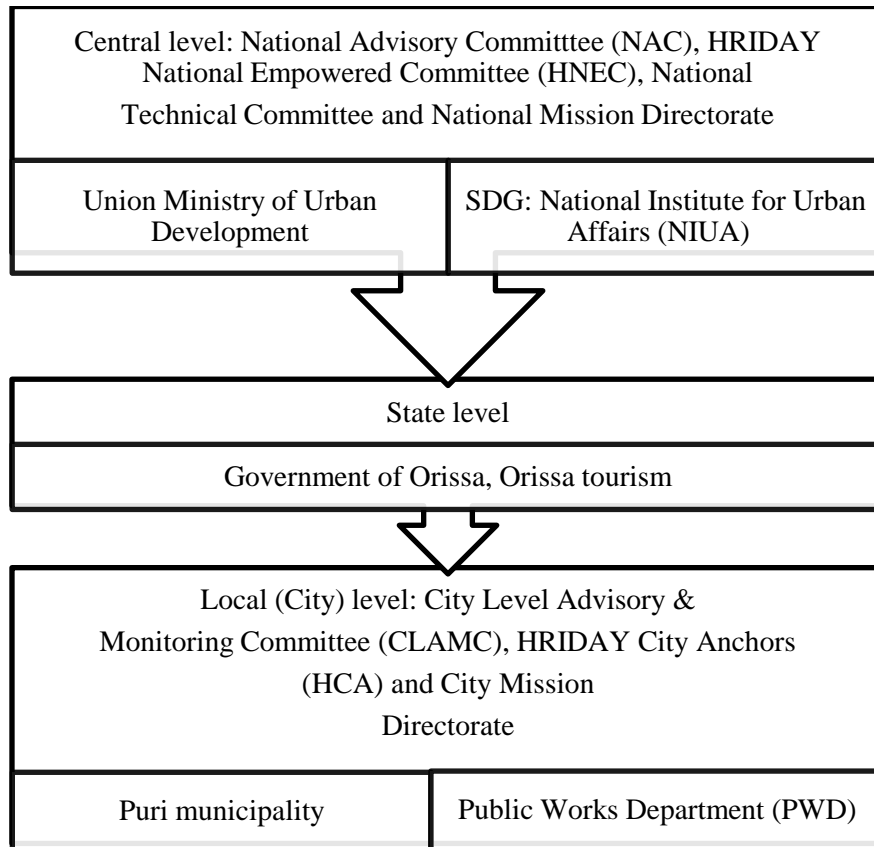 Central level: National Advisory Committtee (NAC), HRIDAY
National Empowered Committee (HNEC), National
Technical Committee and National Mission Directorate
Union Ministry of Urban
Development
SDG: National Institute for Urban
Affairs (NIUA)
State level
Government of Orissa, Orissa tourism
Local (City) level: City Level Advisory &
Monitoring Committee (CLAMC), HRIDAY City Anchors
(HCA) and City Mission
Directorate
Puri municipality
Public Works Department (PWD)